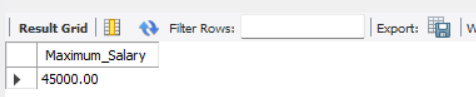 Result Grid Filter Rows: Export: W
Maximum_Salary
45000.00